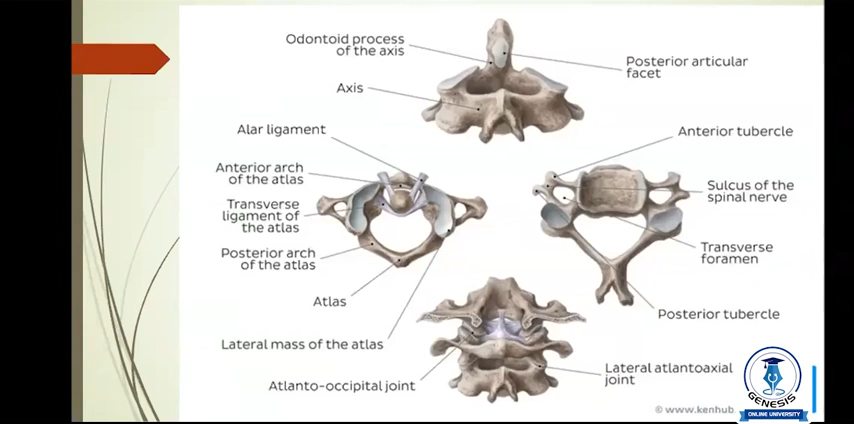 Odontoid process
of the axis
Posterior articular
facet
Axis
Alar ligament
Anterior tubercle
Anterior arch
of the atlas
Sulcus of the
spinal nerve
Transverse
ligament of
the atlas
Transverse
foramen
Posterior arch
of the atlas
Atlas
Posterior tubercle
Lateral mass of the atlas
Lateral atlantoaxial
joint
Atlanto-occipital joint
© www.kenhub.
GENESIS
ONLINE UNIVERSITY